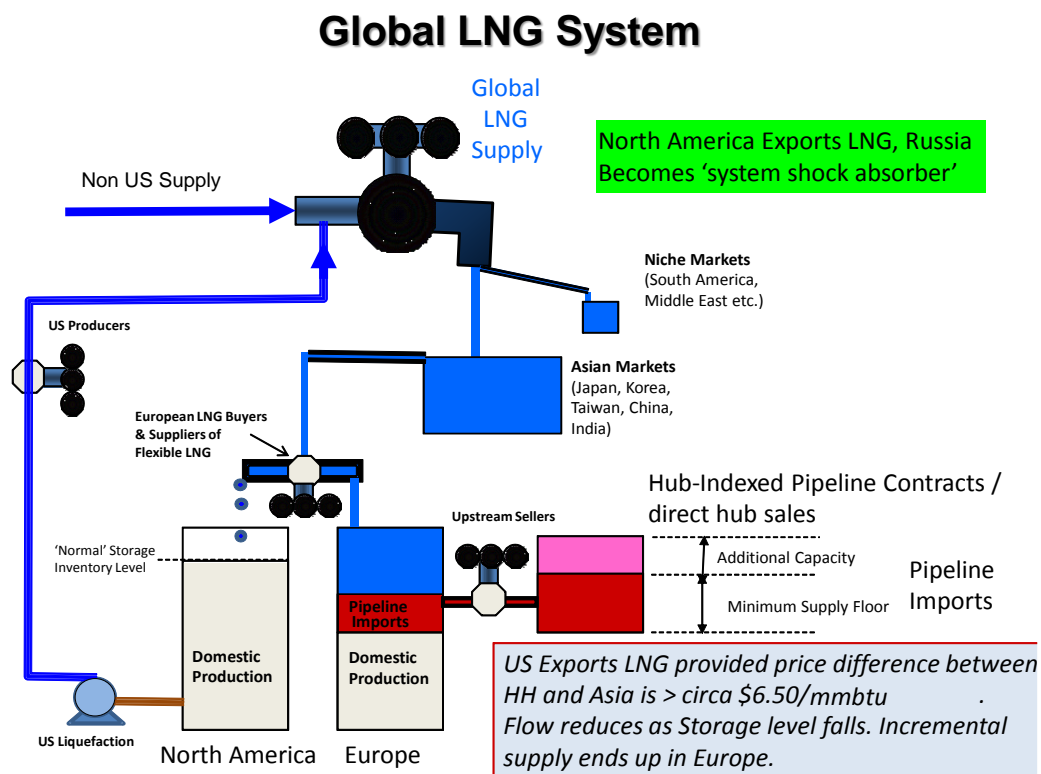 Global LNG System
Global
LNG
Supply
North America Exports LNG, Russia
Becomes ‘system shock absorber’
Non US Supply
Niche Markets
(South America,
Middle East etc.)
US Producers
Asian Markets
(Japan, Korea,
Taiwan, China,
India)
European LNG Buyers
& Suppliers of
Flexible LNG
Hub-Indexed Pipeline Contracts /
direct hub sales
Upstream Sellers
‘Normal’ Storage
Inventory Level
Additional Capacity
Pipeline
Imports
Minimum Supply Floor
Pipeline
Imports
Domestic
Production
Domestic
Production
US Exports LNG provided price difference between
HH and Asia is > circa $6.50/mmbtu .
Flow reduces as Storage level falls. Incremental
supply ends up in Europe.
US Liquefaction
North America
Europe